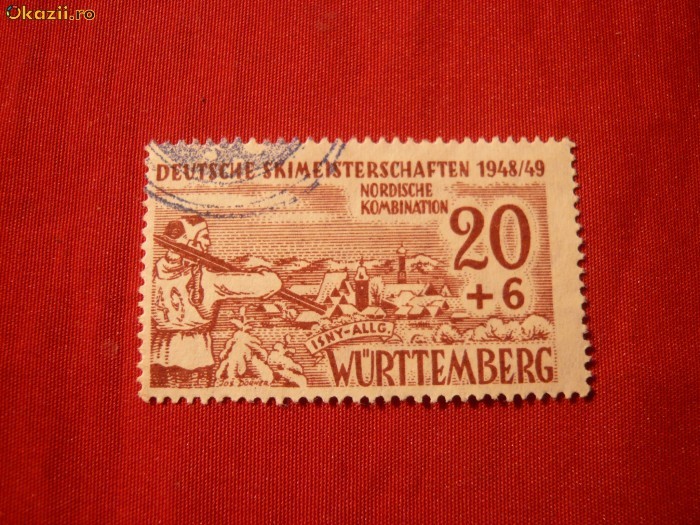 Okazii.ro
DEUTSCHE SKIMEISTERSCHAFTEN 1948/49
NORDISCHE
KOMBINATION
20
+6
ISNY-ALLG.
WÜRTTEMBERG